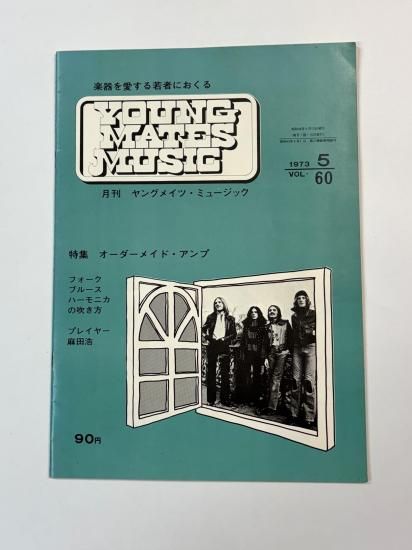 楽器を愛する若者におくる
YOUNG
MATES
MUSIC
月刊 ヤングメイツ・ミュージック
1973 5
VOL. 60
特集 オーダーメイド・アンプ
フォーク
ブルース
ハーモニカ
の吹き方
プレイヤー
麻田浩
90円